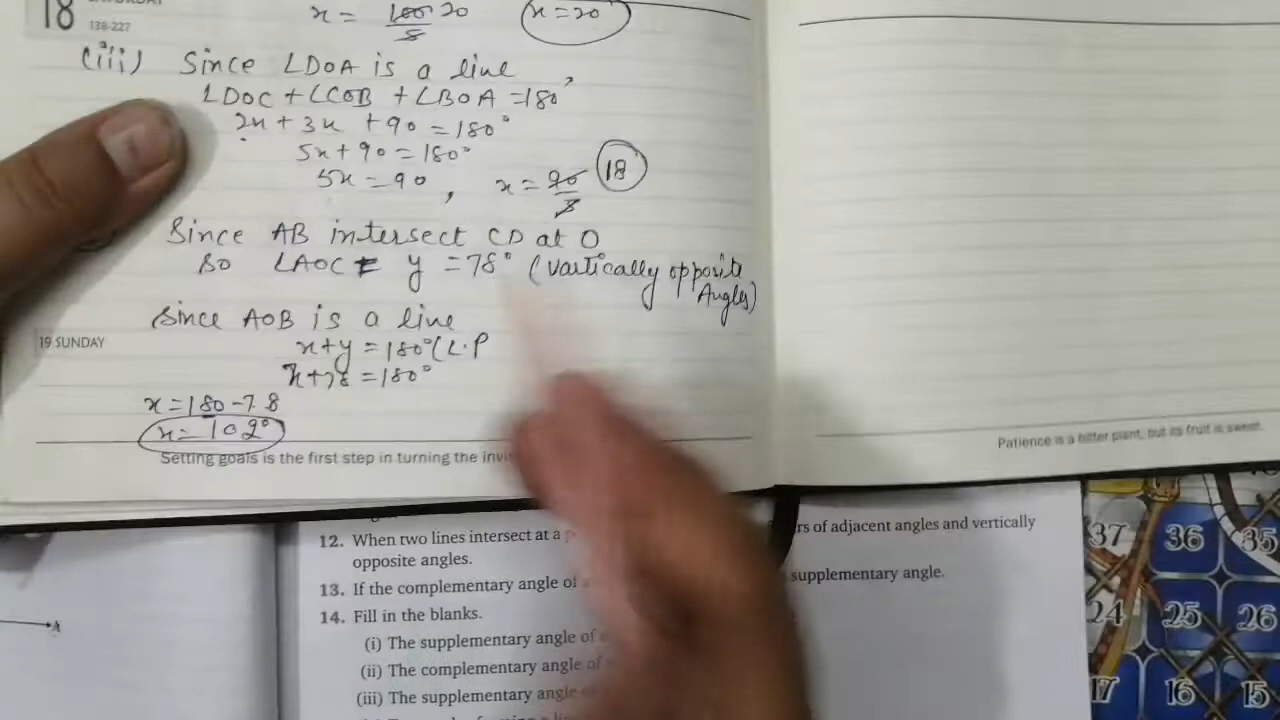 18
138-227
x = 100 20 x=20
5
(iii) Since ∠DOA is a line
∠DOC + ∠COB + ∠BOA = 180°
2x + 3x + 90 = 180°
5x + 90 = 180°
5x = 90 , x = 90 18
5
Since AB intersect CD at O
So ∠AOC = y = 78° (Vartically opposite
Angles)
Since AOB is a line
19 SUNDAY
x+y = 180° (L.P
x+78 = 180°
x = 180-78
x = 102°
Setting goals is the first step in turning the
Patience is a bitter plant, but its fruit is sweet.
12. When two lines intersect at a rs of adjacent angles and vertically
opposite angles.
13. If the complementary angle of supplementary angle.
14. Fill in the blanks.
(i) The supplementary angle of
(ii) The complementary angle of
(iii) The supplementary angle
A
37 36 35
24 25 26
17 16 15